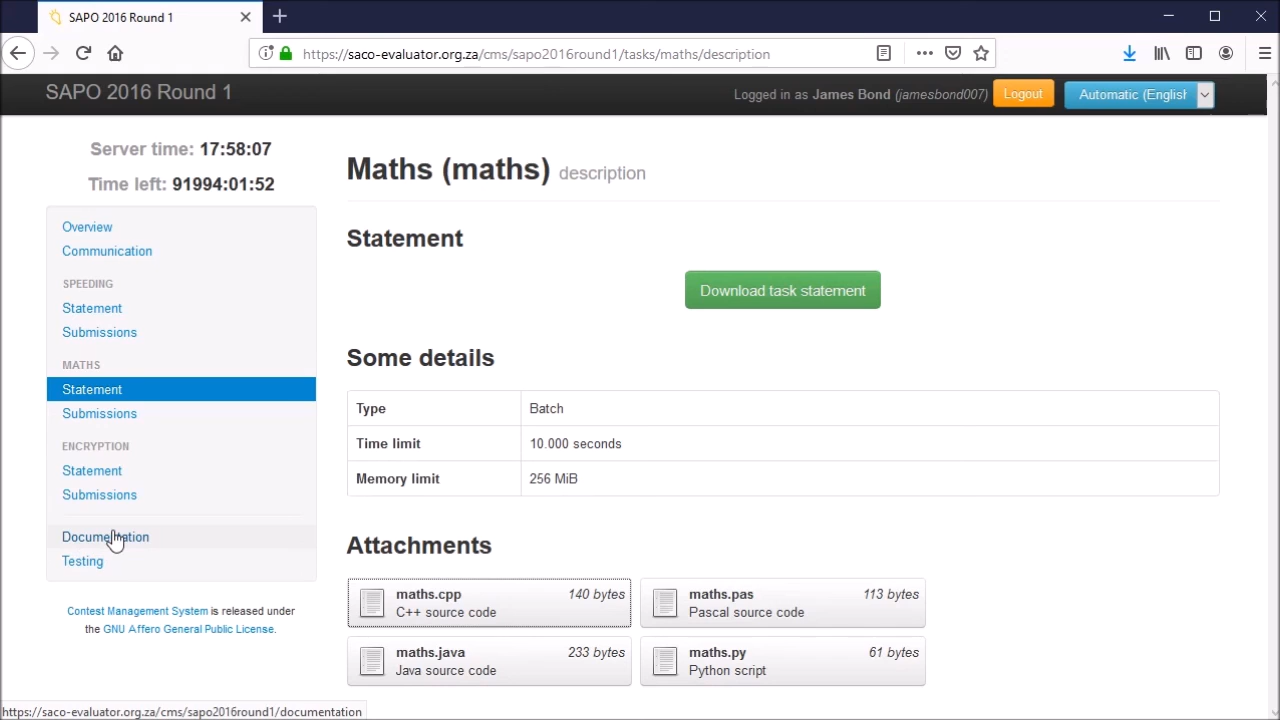 SAPO 2016 Round 1
https://saco-evaluator.org.za/cms/sapo2016round1/tasks/maths/description
SAPO 2016 Round 1
Logged in as James Bond (jamesbond007)
Logout
Automatic (English
Server time: 17:58:07
Time left: 91994:01:52
Overview
Communication
SPEEDING
Statement
Submissions
MATHS
Statement
Submissions
ENCRYPTION
Statement
Submissions
Documentation
Testing
Contest Management System is released under
the GNU Affero General Public License.
Maths (maths) description
Statement
Download task statement
Some details
Type Batch
Time limit 10.000 seconds
Memory limit 256 MiB
Attachments
maths.cpp 140 bytes
C++ source code
maths.pas 113 bytes
Pascal source code
maths.java 233 bytes
Java source code
maths.py 61 bytes
Python script
https://saco-evaluator.org.za/cms/sapo2016round1/documentation